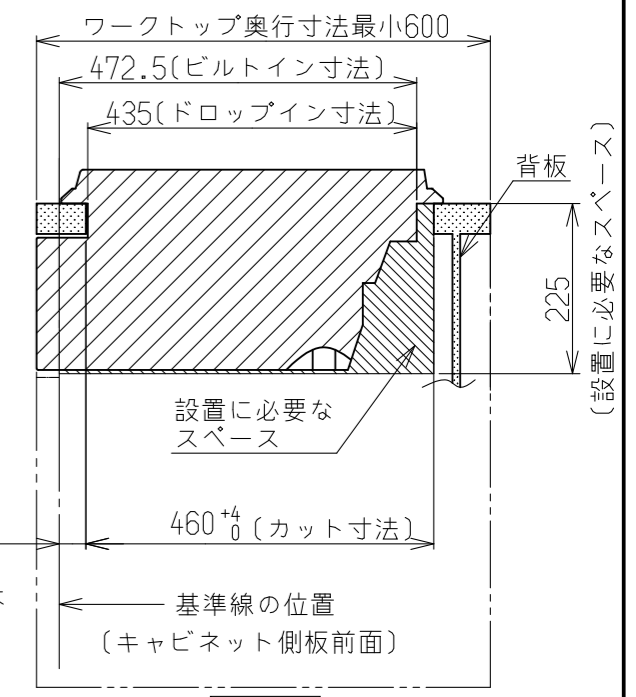 ワークトップ奥行寸法最小600
472.5(ビルトイン寸法)
435(ドロップイン寸法)
背板
225
(設置に必要なスペース)
設置に必要な
スペース
460 +4 0 (カット寸法)
基準線の位置
(キャビネット側板前面)